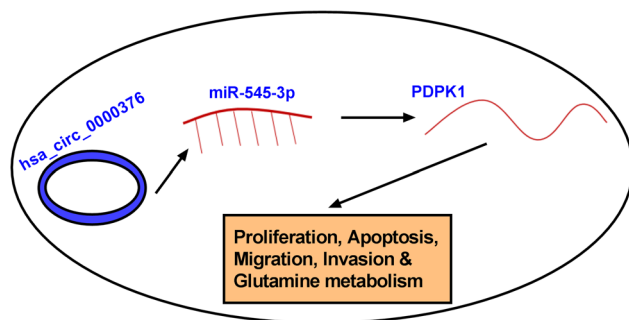 hsa_circ_0000376
miR-545-3p
PDPK1
Proliferation, Apoptosis,
Migration, Invasion &
Glutamine metabolism